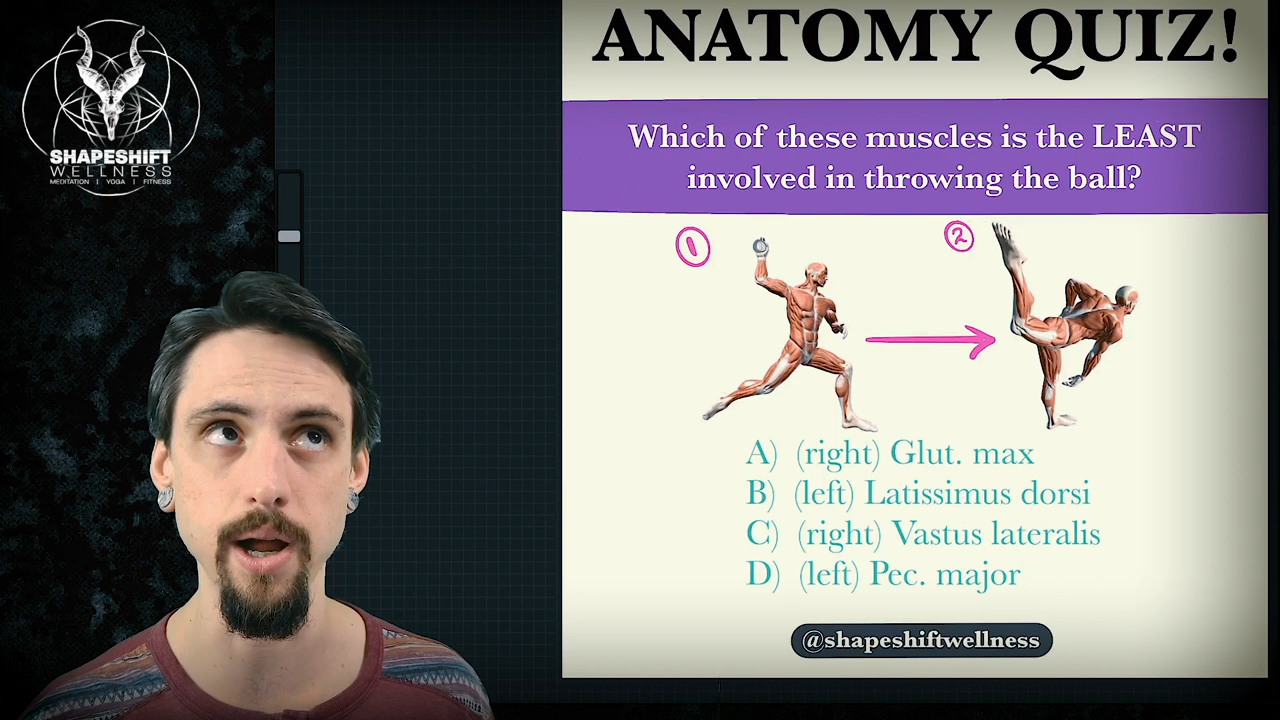 SHAPESHIFT
WELLNESS
MEDITATION | YOGA | FITNESS
ANATOMY QUIZ!
Which of these muscles is the LEAST
involved in throwing the ball?
1
2
A) (right) Glut. max
B) (left) Latissimus dorsi
C) (right) Vastus lateralis
D) (left) Pec. major
@shapeshiftwellness